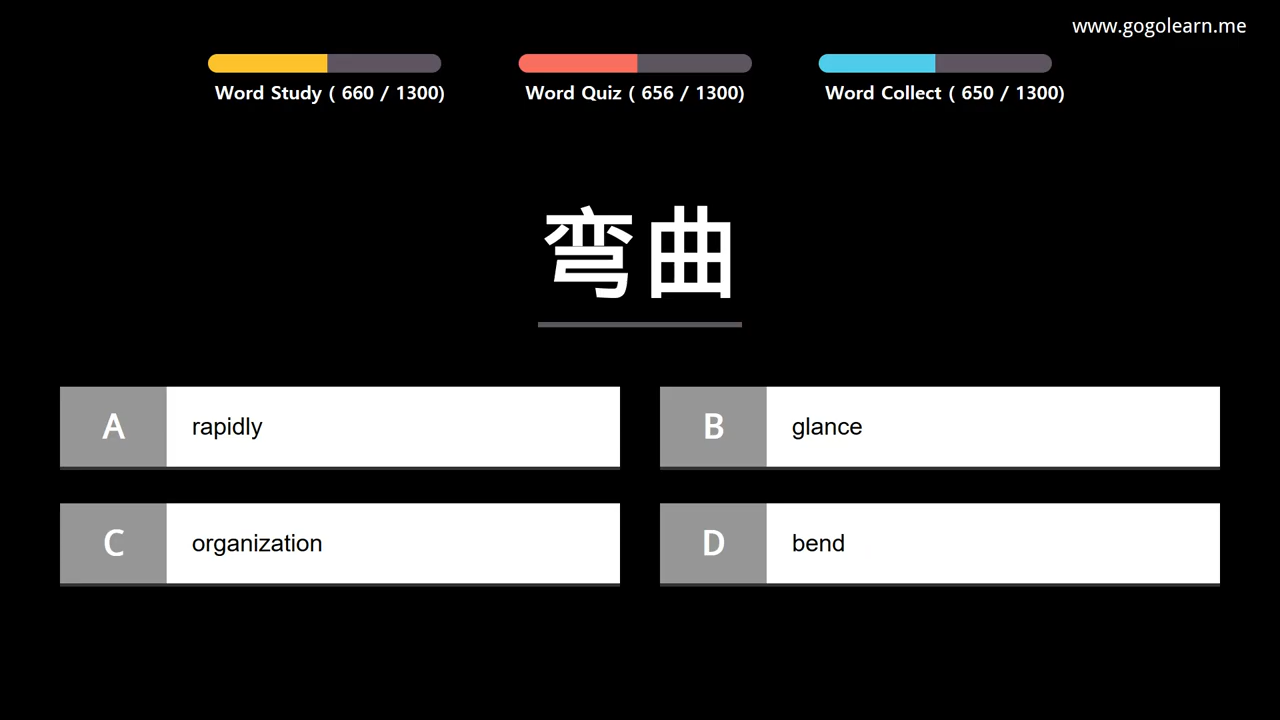 www.gogolearn.me
Word Study ( 660 / 1300)
Word Quiz ( 656 / 1300)
Word Collect ( 650 / 1300)
弯曲
A rapidly
B glance
C organization
D bend